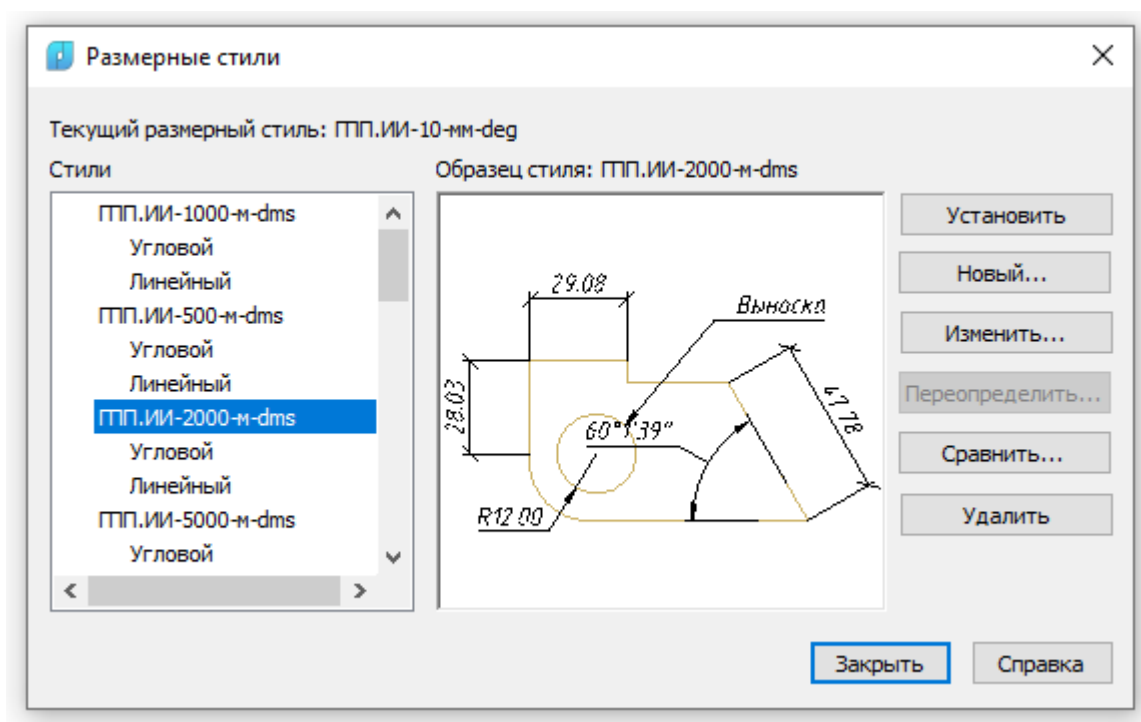 Размерные стили
Текущий размерный стиль: ГПП.ИИ-10-мм-deg
Стили
Образец стиля: ГПП.ИИ-2000-м-dms
ГПП.ИИ-1000-м-dms
Угловой
Линейный
ГПП.ИИ-500-м-dms
Угловой
Линейный
ГПП.ИИ-2000-м-dms
Угловой
Линейный
ГПП.ИИ-5000-м-dms
Угловой
29.08
Выноска
28.03
47.78
60°1'39"
R12.00
Установить
Новый...
Изменить...
Переопределить...
Сравнить...
Удалить
Закрыть
Справка